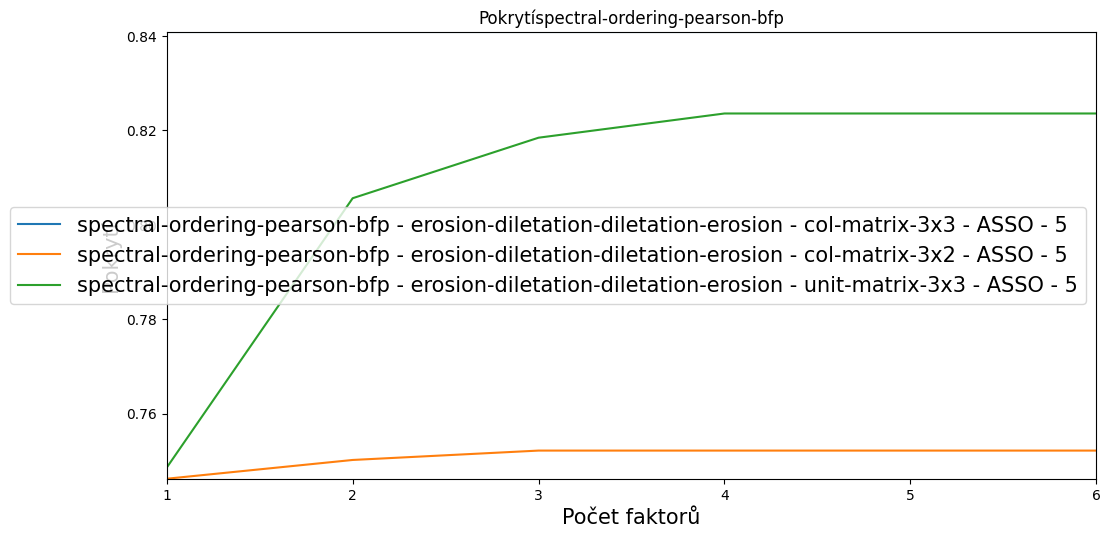 Pokrytíspectral-ordering-pearson-bfp
0.84
0.82
spectral-ordering-pearson-bfp - erosion-diletation-diletation-erosion - col-matrix-3x3 - ASSO - 5
spectral-ordering-pearson-bfp - erosion-diletation-diletation-erosion - col-matrix-3x2 - ASSO - 5
spectral-ordering-pearson-bfp - erosion-diletation-diletation-erosion - unit-matrix-3x3 - ASSO - 5
0.78
0.76
1 2 3 4 5 6
Počet faktorů